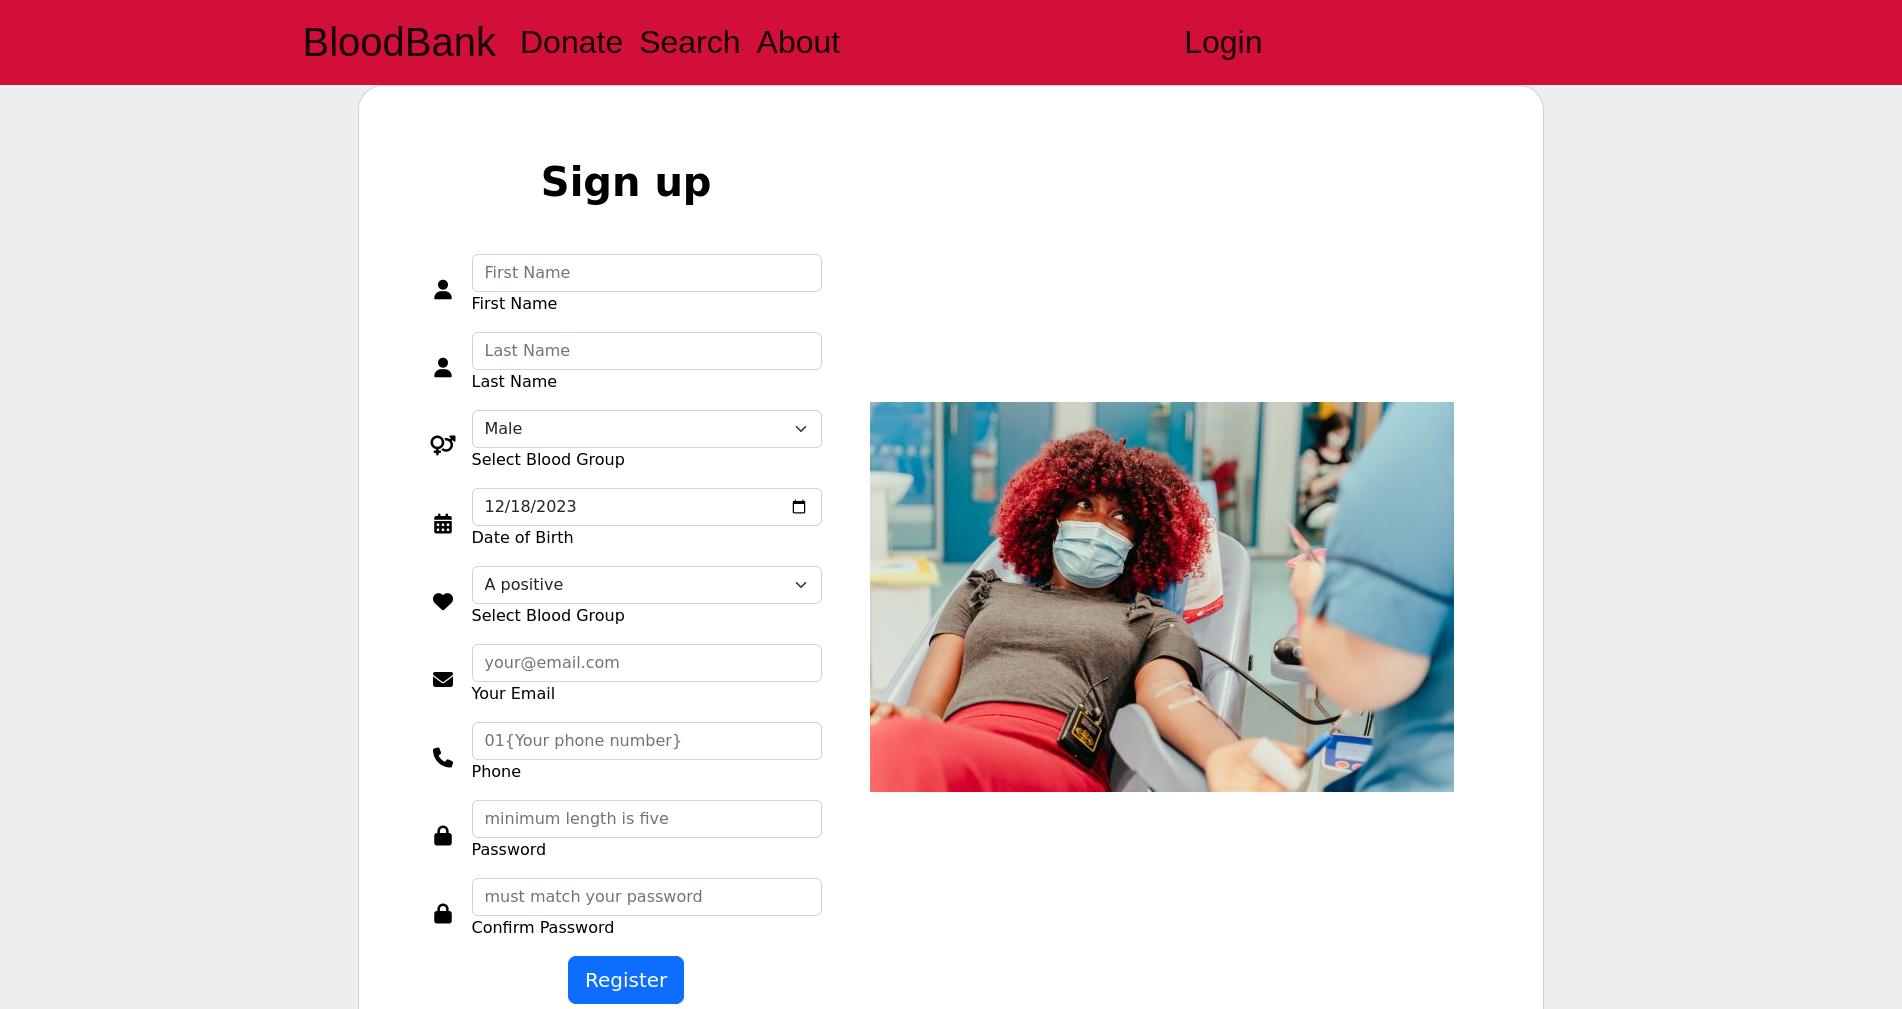 BloodBank Donate Search About Login
Sign up
First Name
First Name
Last Name
Last Name
Male
Select Blood Group
12/18/2023
Date of Birth
A positive
Select Blood Group
your@email.com
Your Email
01{Your phone number}
Phone
minimum length is five
Password
must match your password
Confirm Password
Register